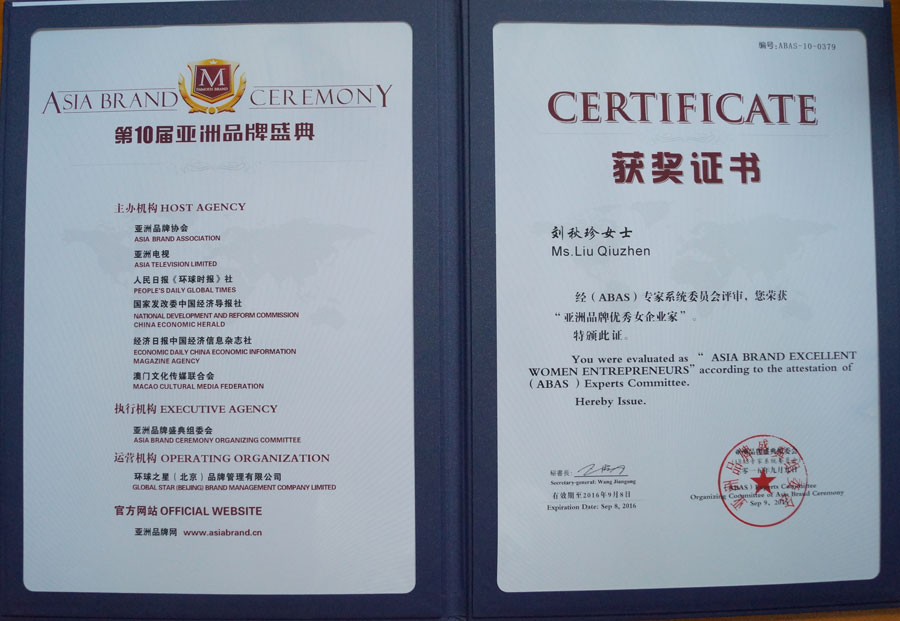 ASIA BRAND CEREMONY
M
FAMOUS BRAND
第10届亚洲品牌盛典
主办机构 HOST AGENCY
亚洲品牌协会
ASIA BRAND ASSOCIATION
亚洲电视
ASIA TELEVISION LIMITED
人民日报《环球时报》社
PEOPLE'S DAILY GLOBAL TIMES
国家发改委中国经济导报社
NATIONAL DEVELOPMENT AND REFORM COMMISSION
CHINA ECONOMIC HERALD
经济日报中国经济信息杂志社
ECONOMIC DAILY CHINA ECONOMIC INFORMATION
MAGAZINE AGENCY
澳门文化传媒联合会
MACAO CULTURAL MEDIA FEDERATION
执行机构 EXECUTIVE AGENCY
亚洲品牌盛典组委会
ASIA BRAND CEREMONY ORGANIZING COMMITTEE
运营机构 OPERATING ORGANIZATION
环球之星（北京）品牌管理有限公司
GLOBAL STAR (BEIJING) BRAND MANAGEMENT COMPANY LIMITED
官方网站 OFFICIAL WEBSITE
亚洲品牌网 www.asiabrand.cn
编号:ABAS-10-0379
CERTIFICATE
获奖证书
刘秋珍女士
Ms.Liu Qiuzhen
经（ABAS）专家系统委员会评审，您荣获
“亚洲品牌优秀女企业家”。
特颁此证。
You were evaluated as “ ASIA BRAND EXCELLENT
WOMEN ENTREPRENEURS” according to the attestation of
(ABAS ) Experts Committee.
Hereby Issue.
秘书长:
Secretary-general: Wang Jiangong
有效期至2016年9月8日
Expiration Date: Sep 8, 2016
(ABAS) Experts Committee
Organizing Committee of Asia Brand Ceremony
Sep 9,